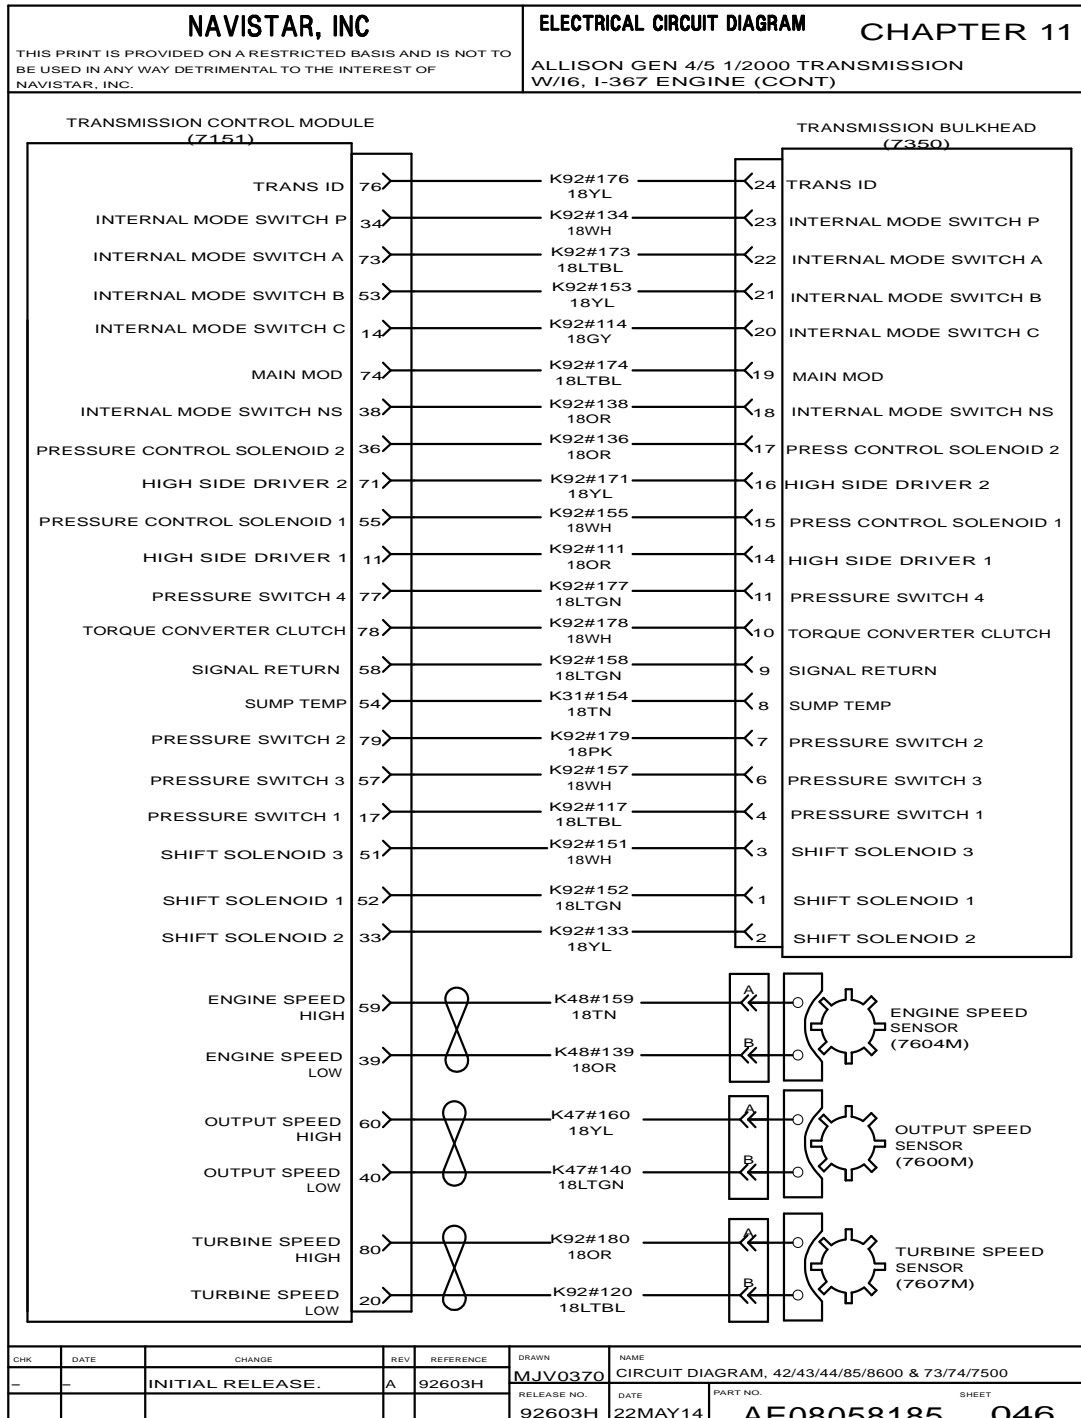 NAVISTAR, INC
THIS PRINT IS PROVIDED ON A RESTRICTED BASIS AND IS NOT TO
BE USED IN ANY WAY DETRIMENTAL TO THE INTEREST OF
NAVISTAR, INC.
ELECTRICAL CIRCUIT DIAGRAM
CHAPTER 11
ALLISON GEN 4/5 1/2000 TRANSMISSION
W/I6, I-367 ENGINE (CONT)
TRANSMISSION CONTROL MODULE
(7151)
TRANSMISSION BULKHEAD
(7350)
TRANS ID 76 K92#176 24 TRANS ID
18YL
INTERNAL MODE SWITCH P 34 K92#134 23 INTERNAL MODE SWITCH P
18WH
INTERNAL MODE SWITCH A 73 K92#173 22 INTERNAL MODE SWITCH A
18LTBL
INTERNAL MODE SWITCH B 53 K92#153 21 INTERNAL MODE SWITCH B
18YL
INTERNAL MODE SWITCH C 14 K92#114 20 INTERNAL MODE SWITCH C
18GY
MAIN MOD 74 K92#174 19 MAIN MOD
18LTBL
INTERNAL MODE SWITCH NS 38 K92#138 18 INTERNAL MODE SWITCH NS
18OR
PRESSURE CONTROL SOLENOID 2 36 K92#136 17 PRESS CONTROL SOLENOID 2
18OR
HIGH SIDE DRIVER 2 71 K92#171 16 HIGH SIDE DRIVER 2
18YL
PRESSURE CONTROL SOLENOID 1 55 K92#155 15 PRESS CONTROL SOLENOID 1
18WH
HIGH SIDE DRIVER 1 11 K92#111 14 HIGH SIDE DRIVER 1
18OR
PRESSURE SWITCH 4 77 K92#177 11 PRESSURE SWITCH 4
18LTGN
TORQUE CONVERTER CLUTCH 78 K92#178 10 TORQUE CONVERTER CLUTCH
18WH
SIGNAL RETURN 58 K92#158 9 SIGNAL RETURN
18LTGN
SUMP TEMP 54 K31#154 8 SUMP TEMP
18TN
PRESSURE SWITCH 2 79 K92#179 7 PRESSURE SWITCH 2
18PK
PRESSURE SWITCH 3 57 K92#157 6 PRESSURE SWITCH 3
18WH
PRESSURE SWITCH 1 17 K92#117 4 PRESSURE SWITCH 1
18LTBL
SHIFT SOLENOID 3 51 K92#151 3 SHIFT SOLENOID 3
18WH
SHIFT SOLENOID 1 52 K92#152 1 SHIFT SOLENOID 1
18LTGN
SHIFT SOLENOID 2 33 K92#133 2 SHIFT SOLENOID 2
18YL
ENGINE SPEED
HIGH
59 K48#159 A
18TN
ENGINE SPEED
LOW
39 K48#139 B
18OR
ENGINE SPEED
SENSOR
(7604M)
OUTPUT SPEED
HIGH
60 K47#160 A
18YL
OUTPUT SPEED
LOW
40 K47#140 B
18LTGN
OUTPUT SPEED
SENSOR
(7600M)
TURBINE SPEED
HIGH
80 K92#180 A
18OR
TURBINE SPEED
LOW
20 K92#120 B
18LTBL
TURBINE SPEED
SENSOR
(7607M)
CHK DATE CHANGE REV REFERENCE
– – INITIAL RELEASE. A 92603H
DRAWN
MJV0370
NAME
CIRCUIT DIAGRAM, 42/43/44/85/8600 & 73/74/7500
RELEASE NO.
92603H
DATE
22MAY14
PART NO.
AE08058185
SHEET
046